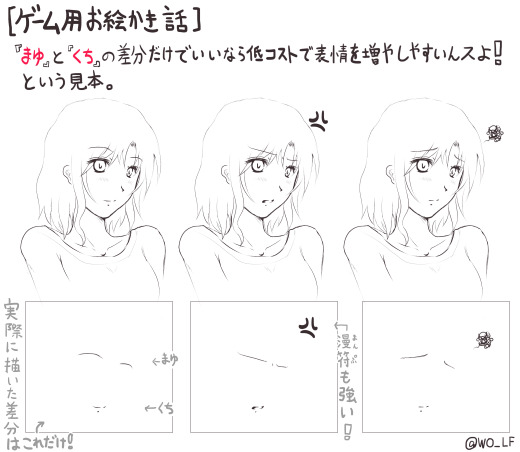 [ゲーム用お絵かき話]
『まゆ』と『くち』の差分だけでいいなら低コストで表情を増やしやすいんスよ!
という見本。
実際に描いた差分は
これだけ!
←まゆ
←くち
漫符も強い!
まんぷ
@WO_LF